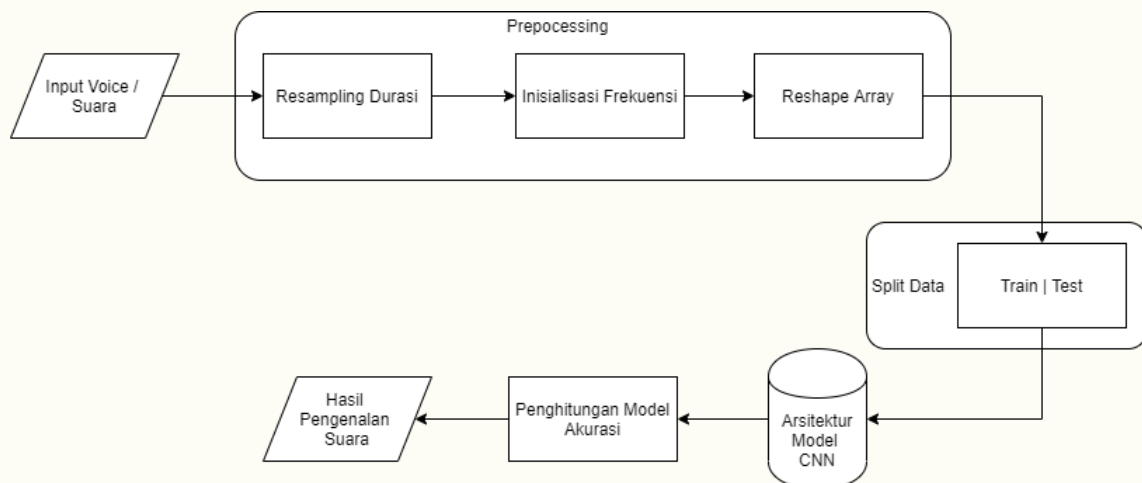 Prepocessing
Input Voice /
Suara
Resampling Durasi
Inisialisasi Frekuensi
Reshape Array
Split Data
Train | Test
Arsitektur
Model
CNN
Penghitungan Model
Akurasi
Hasil
Pengenalan
Suara